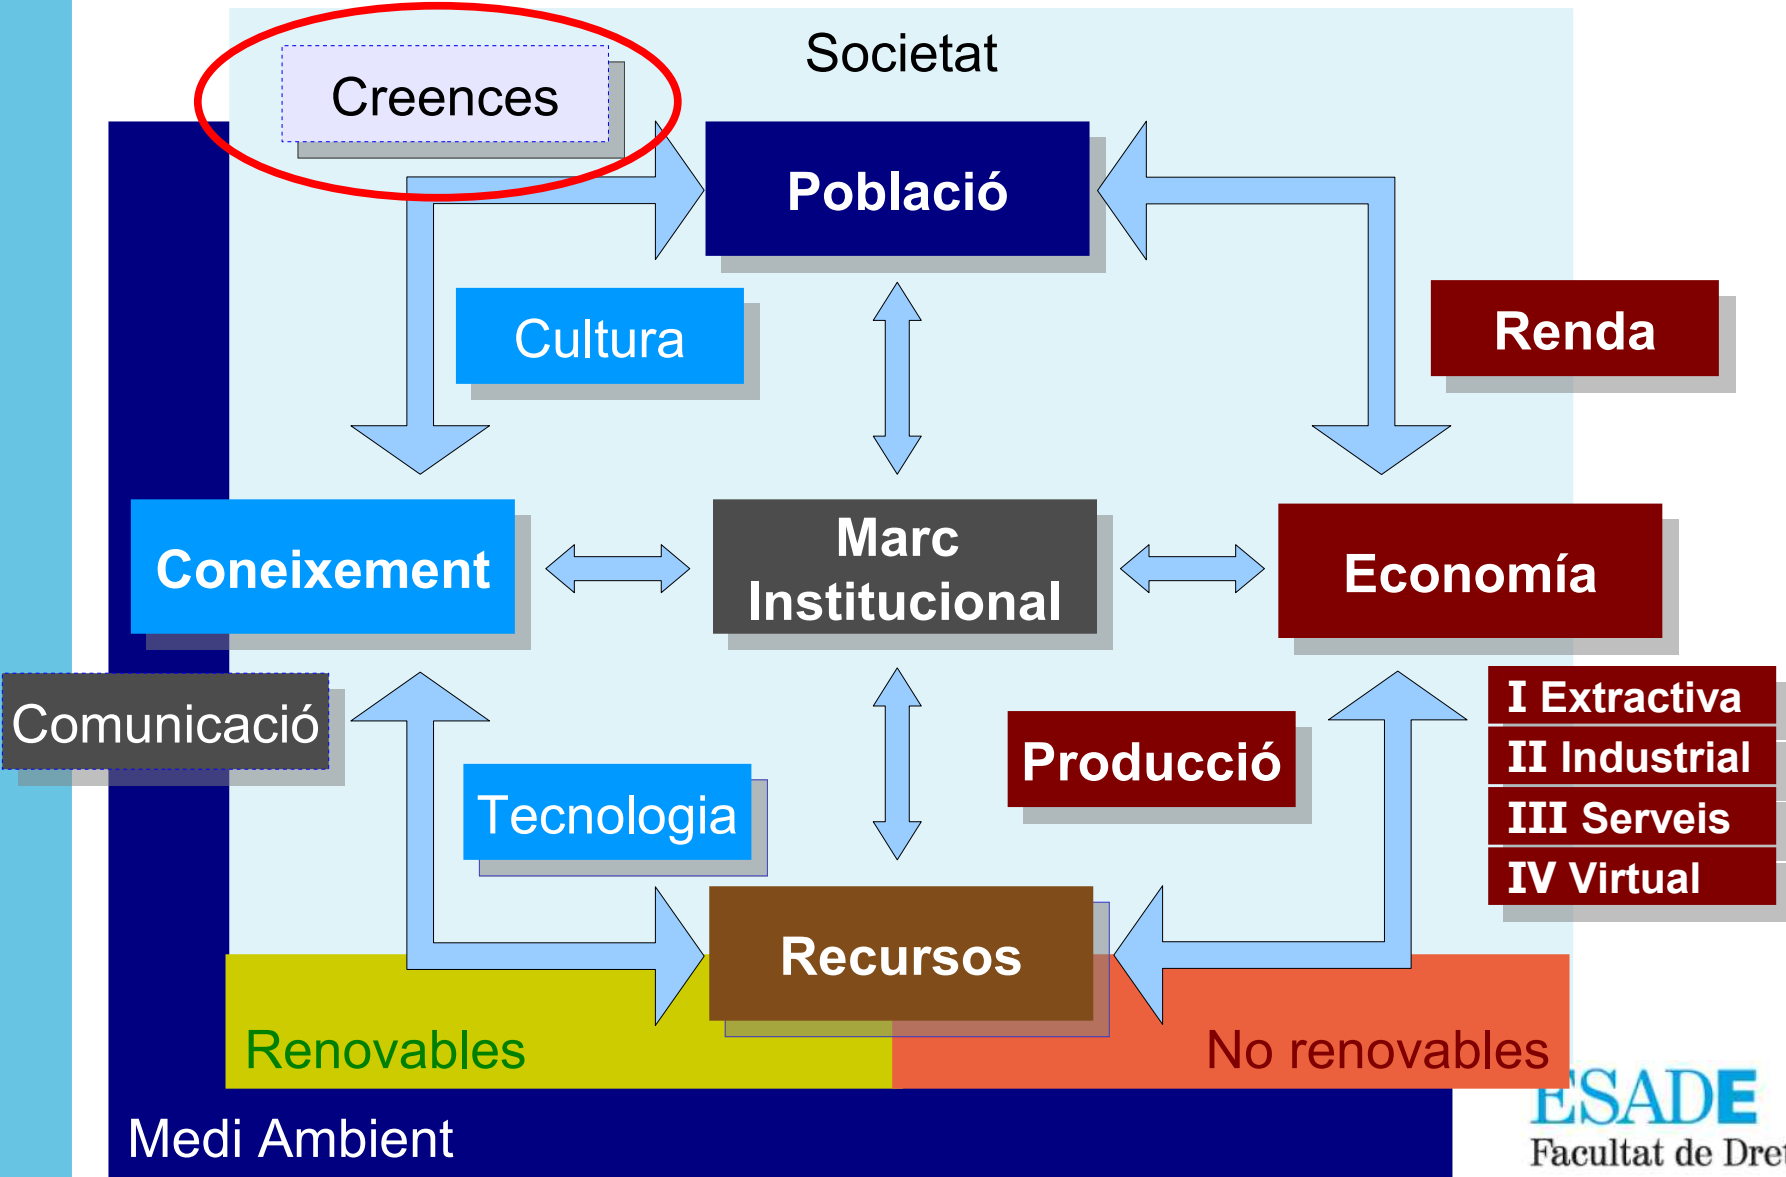 Societat
Creences
Població
Cultura
Renda
Coneixement
Marc
Institucional
Economía
Comunicació
I Extractiva
II Industrial
III Serveis
IV Virtual
Producció
Tecnologia
Recursos
Renovables
No renovables
Medi Ambient
ESADE
Facultat de Dret